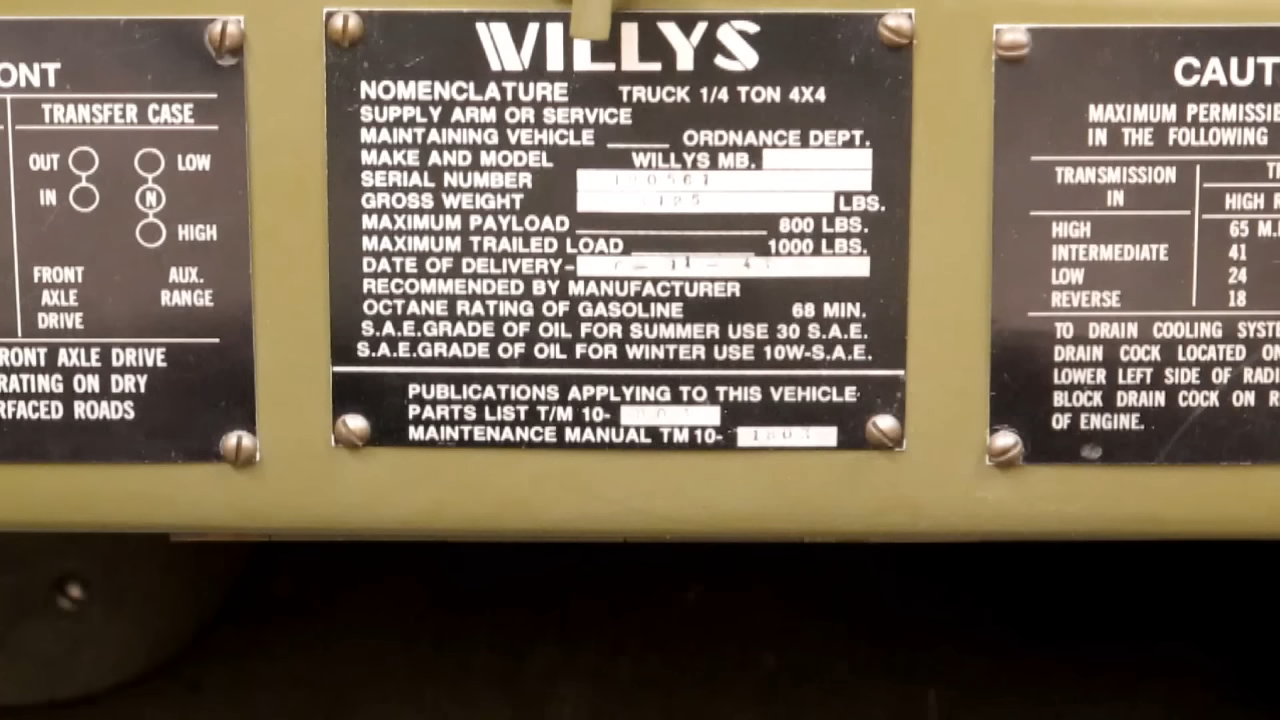 ONT
TRANSFER CASE
OUT LOW
IN N
HIGH
FRONT AUX.
AXLE RANGE
DRIVE
RONT AXLE DRIVE
RATING ON DRY
RFACED ROADS
WILLYS
NOMENCLATURE TRUCK 1/4 TON 4X4
SUPPLY ARM OR SERVICE
MAINTAINING VEHICLE ORDNANCE DEPT.
MAKE AND MODEL WILLYS MB.
SERIAL NUMBER
GROSS WEIGHT LBS.
MAXIMUM PAYLOAD 800 LBS.
MAXIMUM TRAILED LOAD 1000 LBS.
DATE OF DELIVERY-
RECOMMENDED BY MANUFACTURER
OCTANE RATING OF GASOLINE 68 MIN.
S.A.E.GRADE OF OIL FOR SUMMER USE 30 S.A.E.
S.A.E.GRADE OF OIL FOR WINTER USE 10W-S.A.E.
PUBLICATIONS APPLYING TO THIS VEHICLE
PARTS LIST T/M 10-
MAINTENANCE MANUAL TM 10-
CAUT
MAXIMUM PERMISSIE
IN THE FOLLOWING
TRANSMISSION
IN HIGH R
HIGH 65 M.
INTERMEDIATE 41
LOW 24
REVERSE 18
TO DRAIN COOLING SYSTE
DRAIN COCK LOCATED ON
LOWER LEFT SIDE OF RADI
BLOCK DRAIN COCK ON R
OF ENGINE.